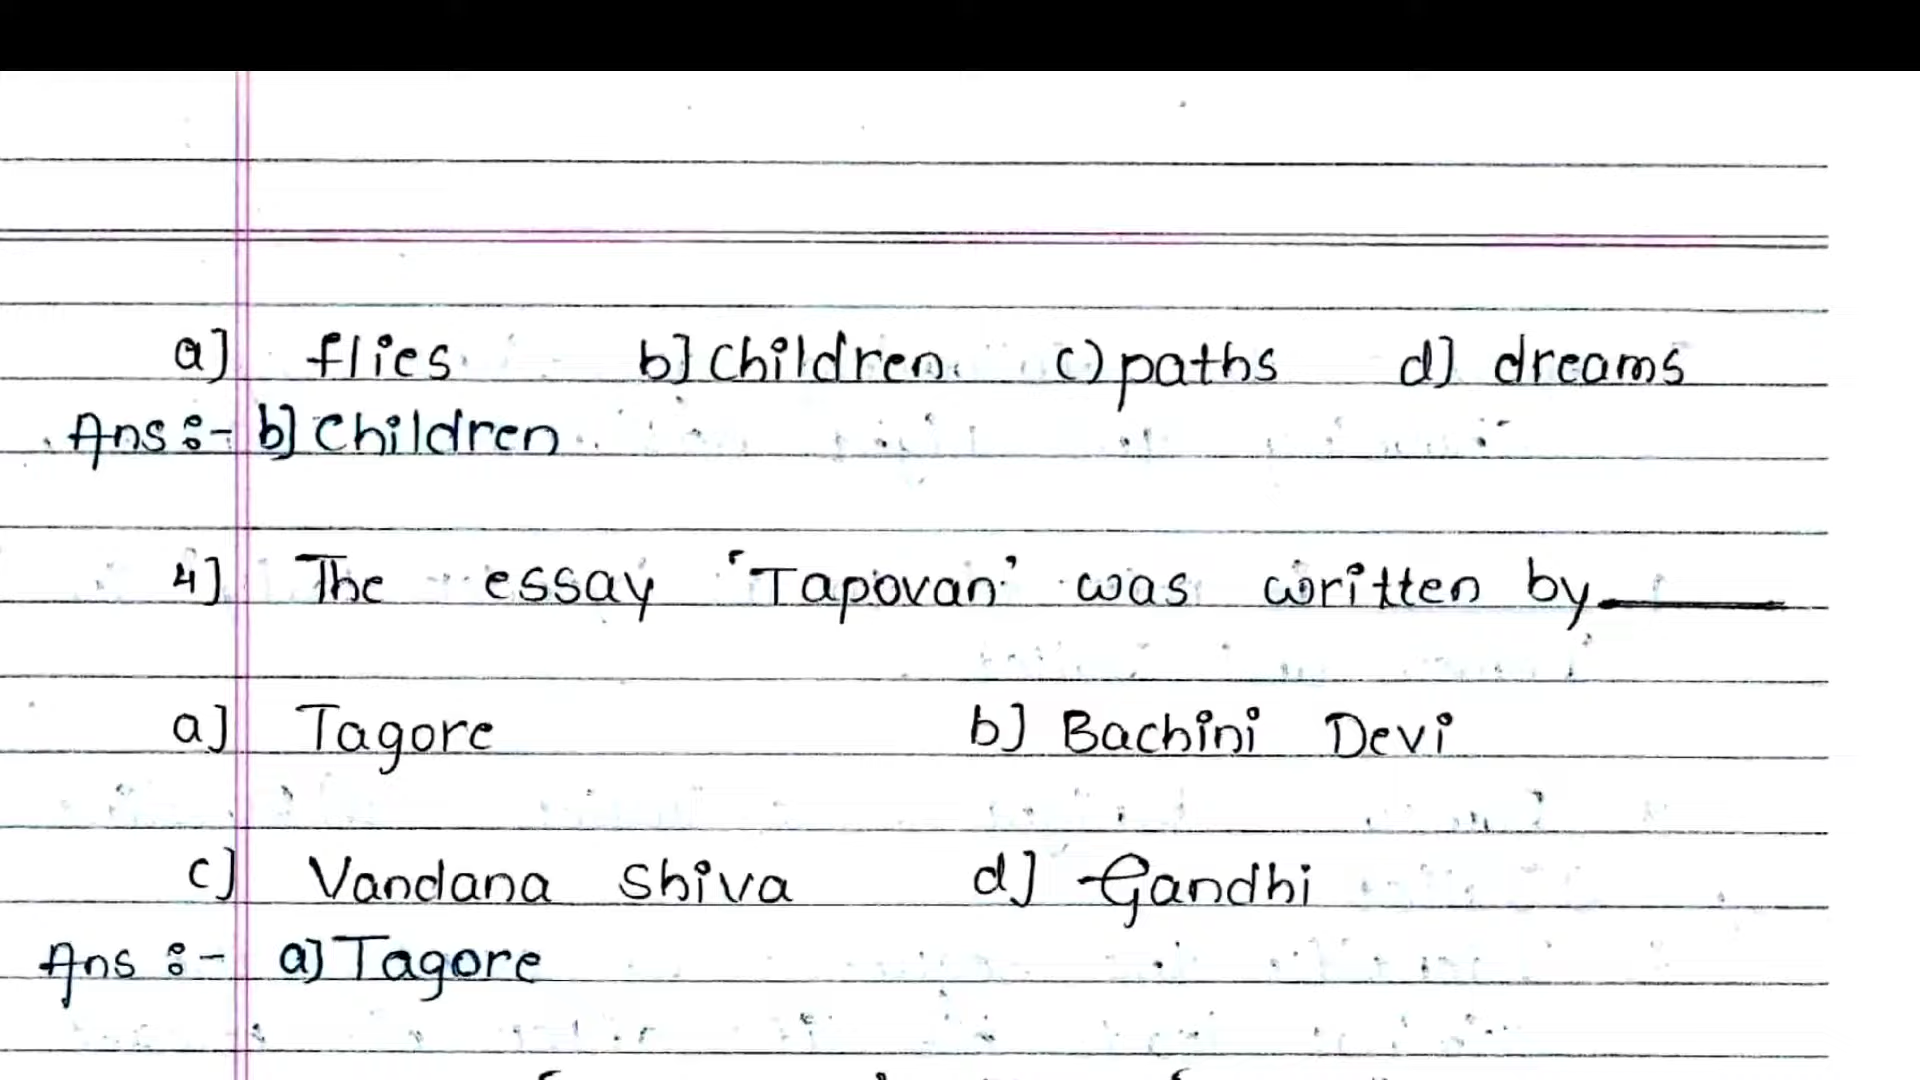 a] flies b] children c) paths d] dreams
Ans :- b] children
4] The essay 'Tapovan' was written by
a] Tagore b] Bachini Devi
c] Vandana Shiva d] Gandhi
Ans :- a] Tagore